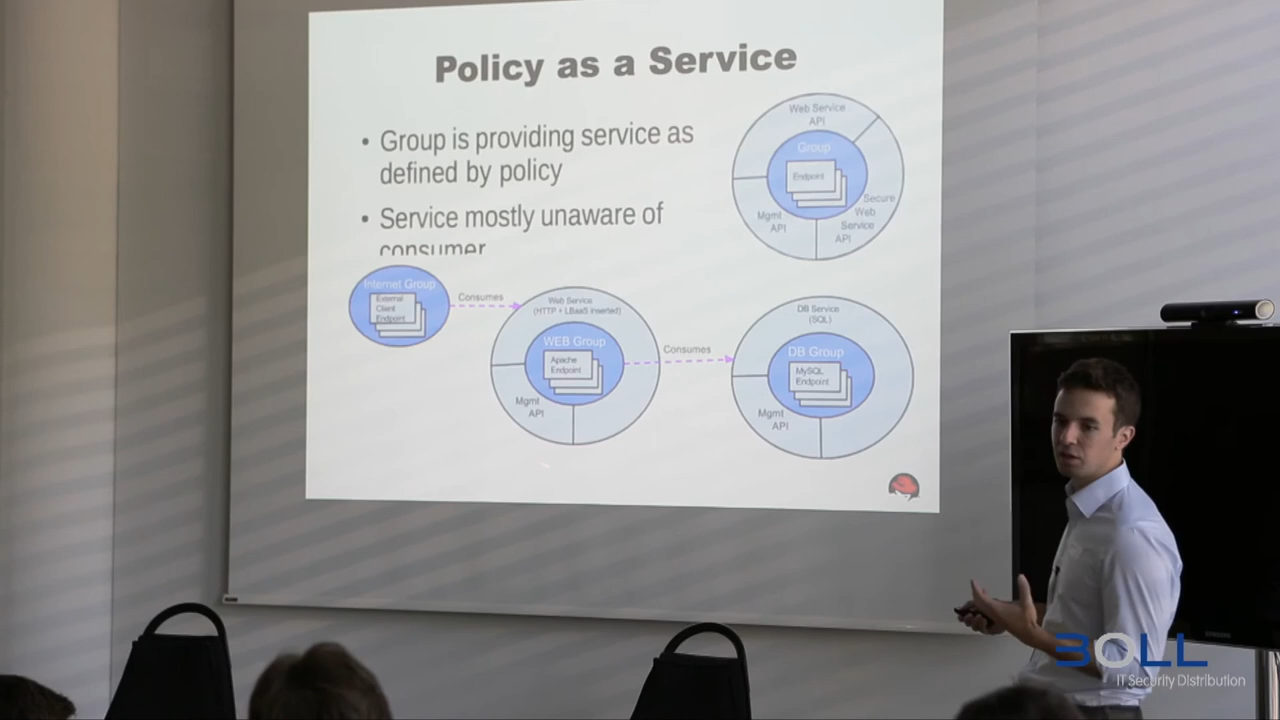 Policy as a Service
• Group is providing service as
defined by policy
• Service mostly unaware of
consumer
Web Service
API
Group
Endpoint
Mgmt
API
Secure
Web
Service
API
Internet Group
External
Client
Endpoint
Consumes
Web Service
(HTTP + LBaaS inserted)
WEB Group
Apache
Endpoint
Mgmt
API
Consumes
DB Service
(SQL)
DB Group
MySQL
Endpoint
Mgmt
API
SAMSUNG
BOLL
IT Security Distribution